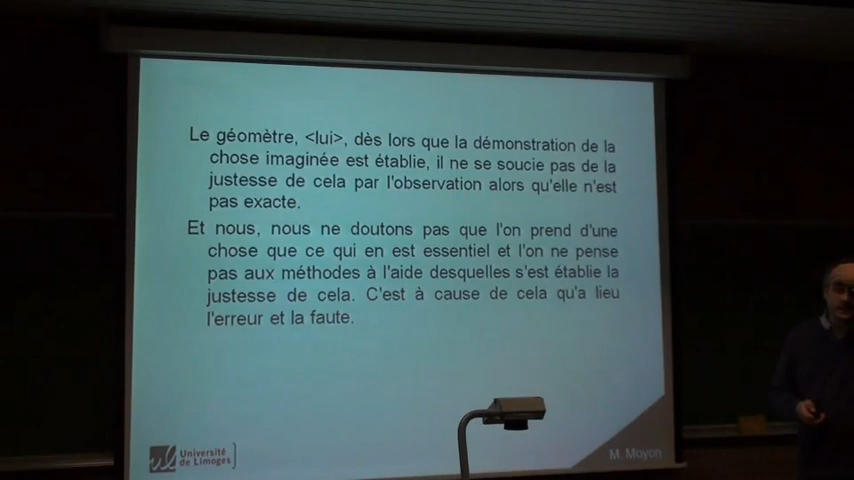 Le géomètre, <lui>, dès lors que la démonstration de la
chose imaginée est établie, il ne se soucie pas de la
justesse de cela par l'observation alors qu'elle n'est
pas exacte.
Et nous, nous ne doutons pas que l'on prend d'une
chose que ce qui en est essentiel et l'on ne pense
pas aux méthodes à l'aide desquelles s'est établie la
justesse de cela. C'est à cause de cela qu'a lieu
l'erreur et la faute.
ul Université
de Limoges
M. Moyon